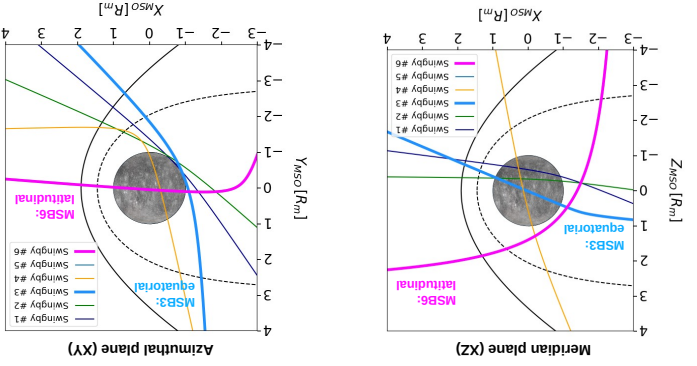 Meridian plane (XZ)
4
3
2
1
0
−1
−2
−3
−4
Z_MSO [R_m]
MSB6:
latitudinal
MSB3:
equatorial
Swingby #1
Swingby #2
Swingby #3
Swingby #4
Swingby #5
Swingby #6
−3 −2 −1 0 1 2 3 4
X_MSO [R_m]
Azimuthal plane (XY)
4
3
2
1
0
−1
−2
−3
−4
Y_MSO [R_m]
MSB3:
equatorial
Swingby #1
Swingby #2
Swingby #3
Swingby #4
Swingby #5
Swingby #6
MSB6:
latitudinal
−3 −2 −1 0 1 2 3 4
X_MSO [R_m]